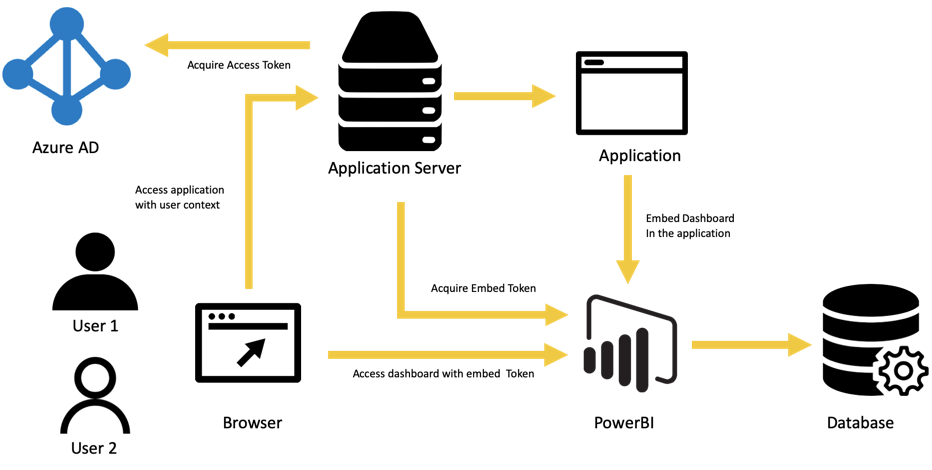 Acquire Access Token
Azure AD
Application Server
Application
Access application
with user context
Embed Dashboard
In the application
User 1
Acquire Embed Token
Access dashboard with embed  Token
Browser
PowerBI
Database
User 2